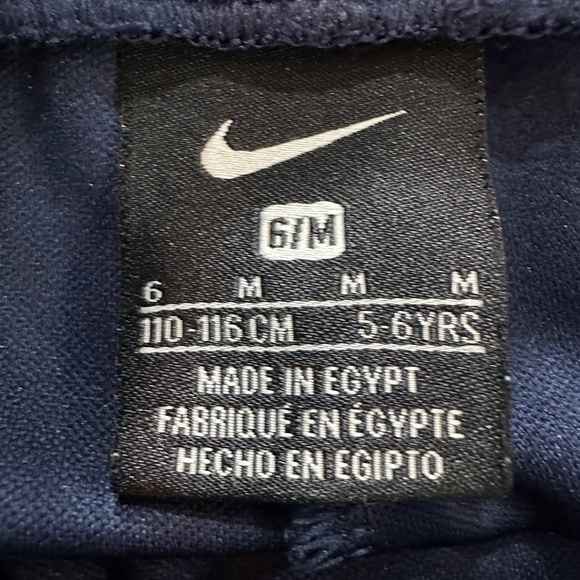 6/M
6 M M M
110-116 CM 5-6YRS
MADE IN EGYPT
FABRIQUÉ EN ÉGYPTE
HECHO EN EGIPTO